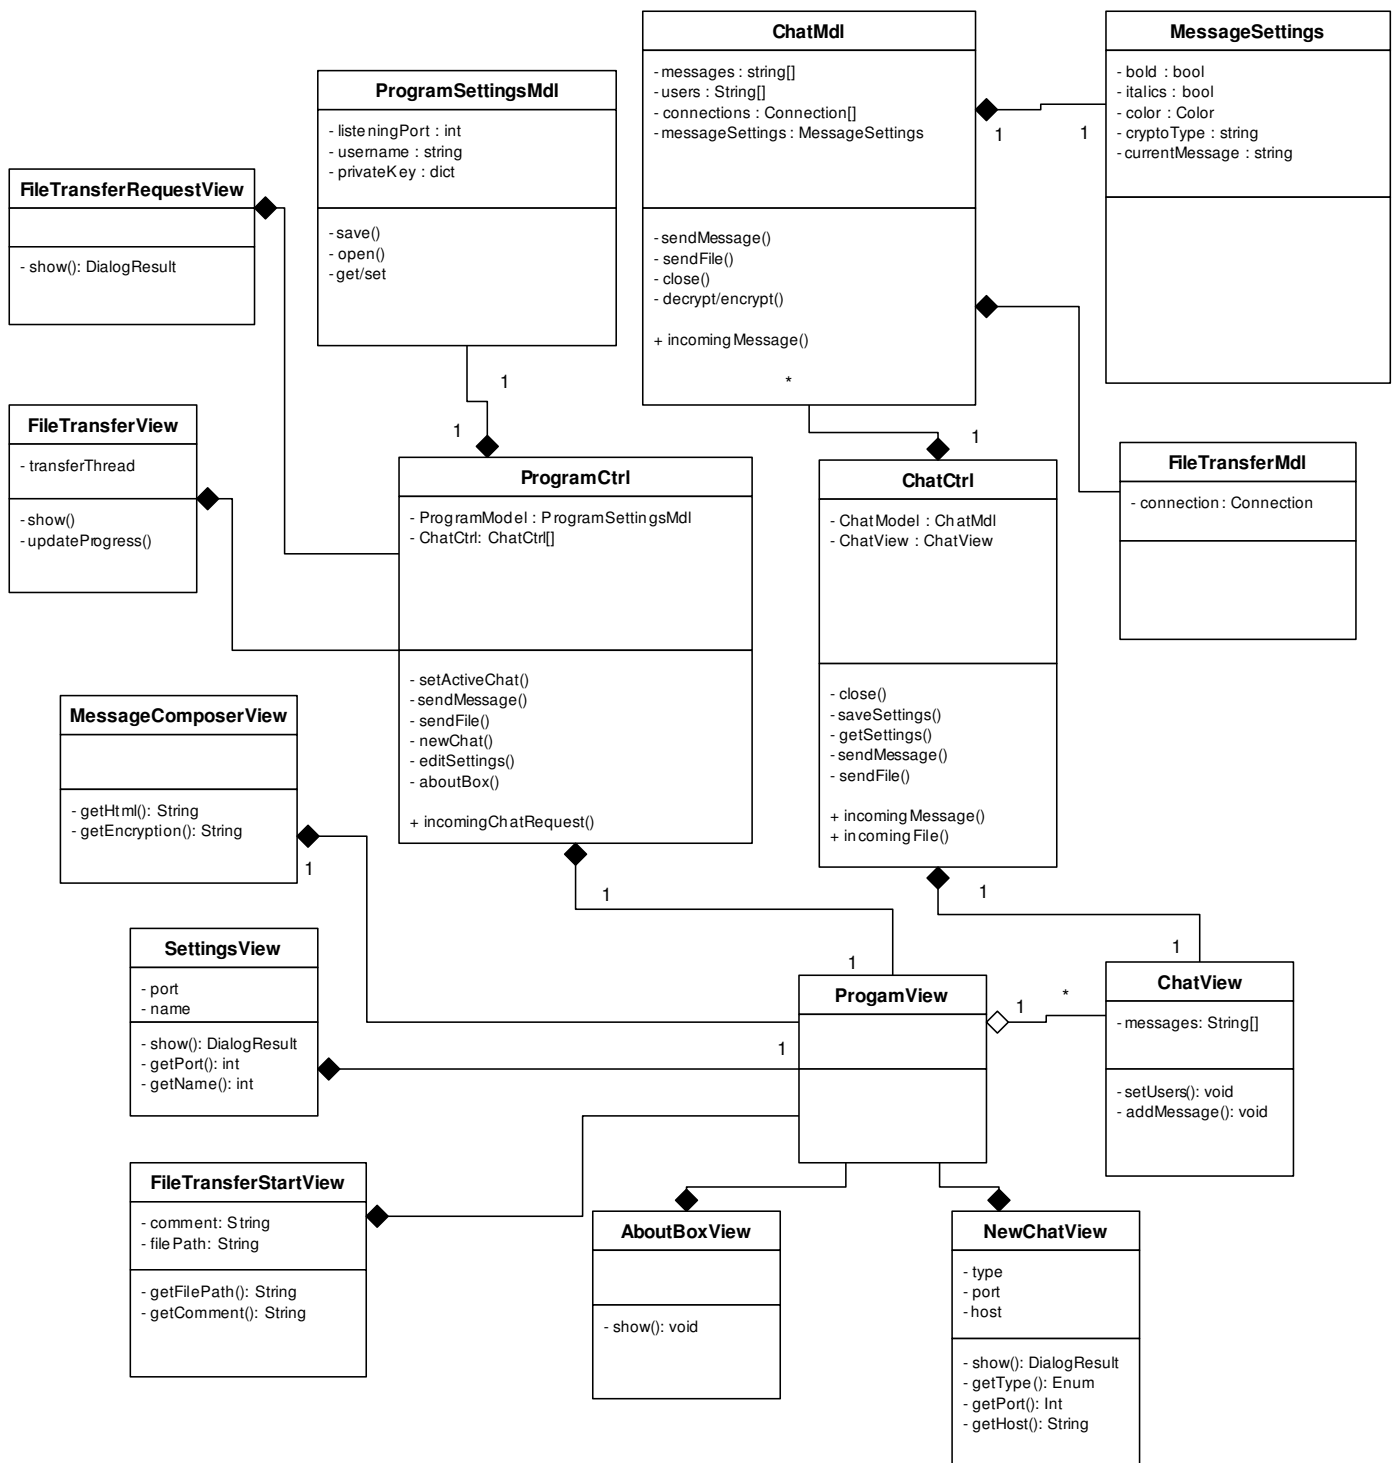 ChatMdl
- messages : string[]
- users : String[]
- connections : Connection[]
- messageSettings : MessageSettings
- sendMessage()
- sendFile()
- close()
- decrypt/encrypt()
+ incomingMessage()
*
1
1
MessageSettings
- bold : bool
- italics : bool
- color : Color
- cryptoType : string
- currentMessage : string
ProgramSettingsMdl
- listeningPort : int
- username : string
- privateKey : dict
- save()
- open()
- get/set
1
1
FileTransferRequestView
- show(): DialogResult
FileTransferView
- transferThread
- show()
- updateProgress()
ProgramCtrl
- ProgramModel : ProgramSettingsMdl
- ChatCtrl: ChatCtrl[]
- setActiveChat()
- sendMessage()
- sendFile()
- newChat()
- editSettings()
- aboutBox()
+ incomingChatRequest()
1
1
1
ChatCtrl
- ChatModel : ChatMdl
- ChatView : ChatView
- close()
- saveSettings()
- getSettings()
- sendMessage()
- sendFile()
+ incomingMessage()
+ incomingFile()
1
1
FileTransferMdl
- connection : Connection
MessageComposerView
- getHtml(): String
- getEncryption(): String
1
SettingsView
- port
- name
- show(): DialogResult
- getPort(): int
- getName(): int
1
ProgamView
1
*
ChatView
- messages: String[]
- setUsers(): void
- addMessage(): void
FileTransferStartView
- comment: String
- filePath: String
- getFilePath(): String
- getComment(): String
AboutBoxView
- show(): void
NewChatView
- type
- port
- host
- show(): DialogResult
- getType(): Enum
- getPort(): Int
- getHost(): String